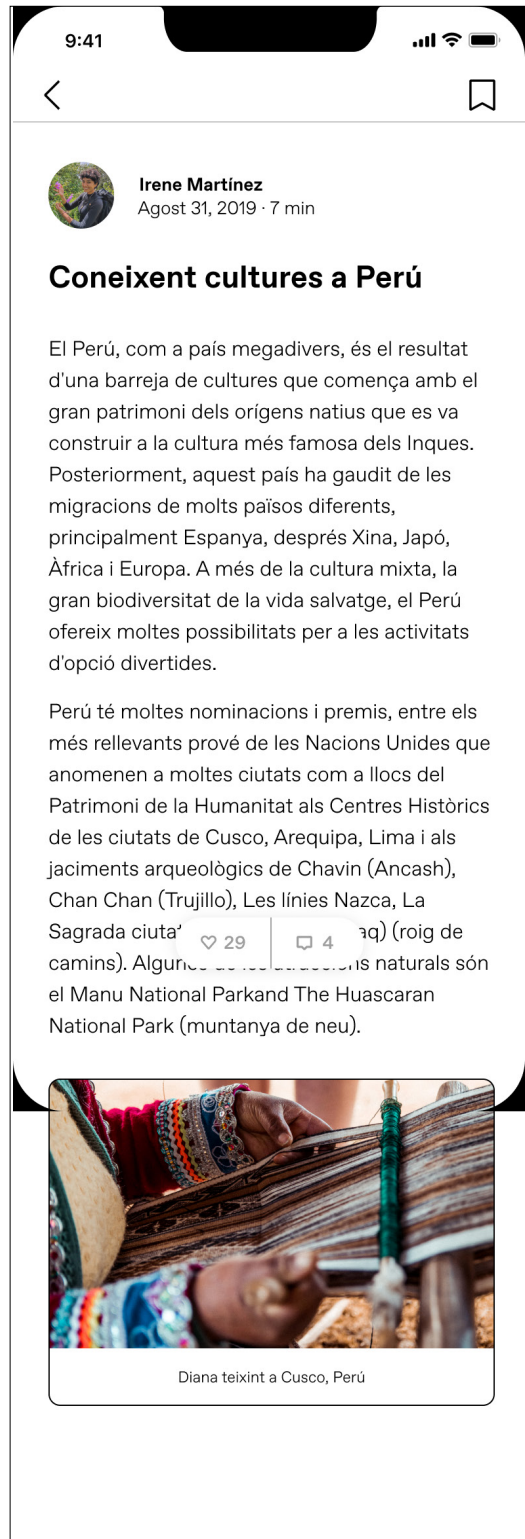 9:41
Irene Martínez
Agost 31, 2019 · 7 min
Coneixent cultures a Perú
El Perú, com a país megadivers, és el resultat
d'una barreja de cultures que comença amb el
gran patrimoni dels orígens natius que es va
construir a la cultura més famosa dels Inques.
Posteriorment, aquest país ha gaudit de les
migracions de molts països diferents,
principalment Espanya, després Xina, Japó,
Àfrica i Europa. A més de la cultura mixta, la
gran biodiversitat de la vida salvatge, el Perú
ofereix moltes possibilitats per a les activitats
d'opció divertides.
Perú té moltes nominacions i premis, entre els
més rellevants prové de les Nacions Unides que
anomenen a moltes ciutats com a llocs del
Patrimoni de la Humanitat als Centres Històrics
de les ciutats de Cusco, Arequipa, Lima i als
jaciments arqueològics de Chavin (Ancash),
Chan Chan (Trujillo), Les línies Nazca, La
Sagrada (roig de
29
4
camins). naturals són
el Manu National Parkand The Huascaran
National Park (muntanya de neu).
Diana teixint a Cusco, Perú